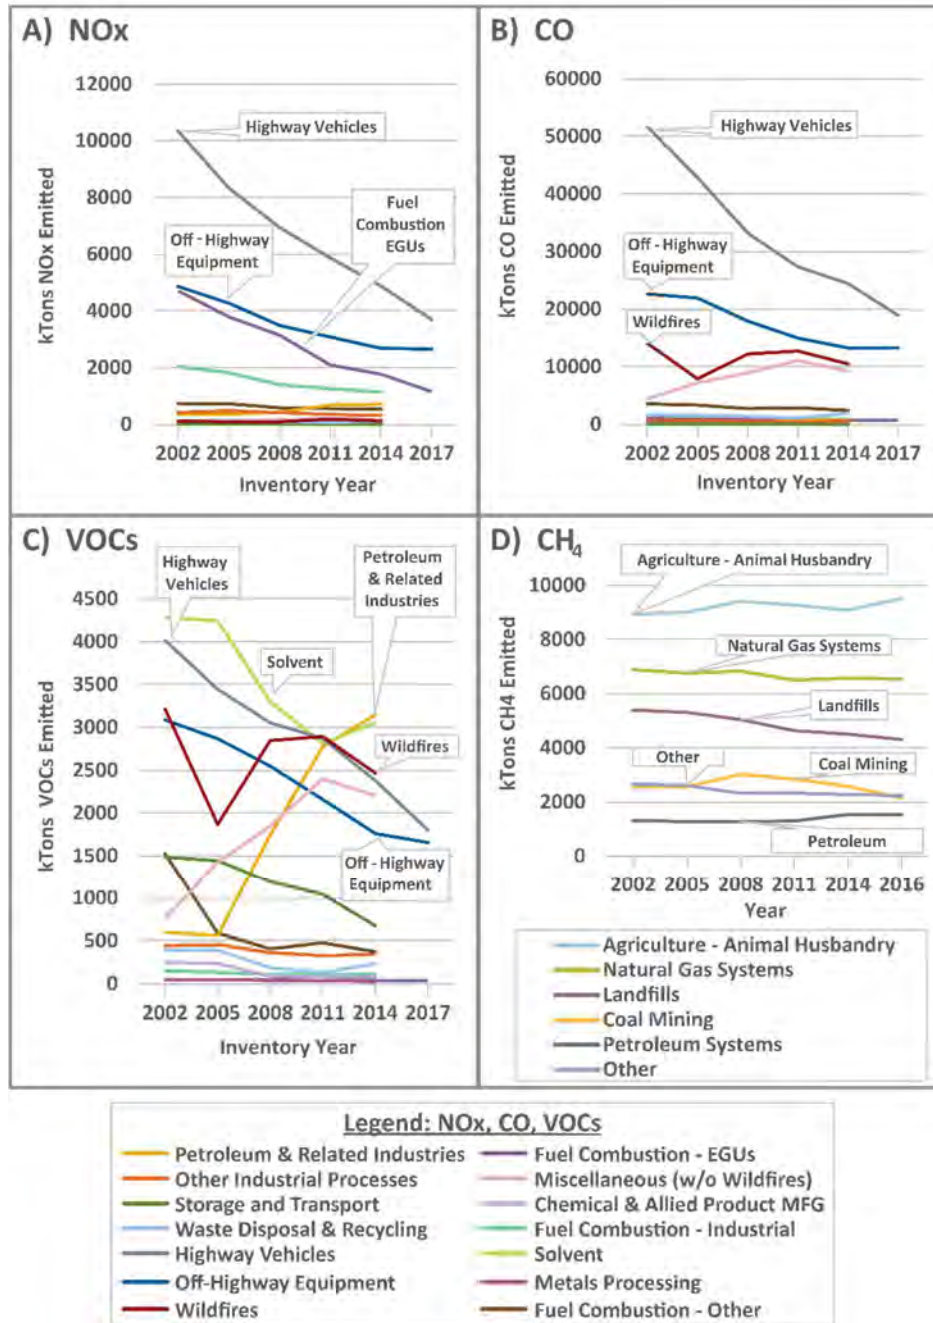 A) NOx
12000
10000
8000
6000
4000
2000
0
kTons NOx Emitted
Highway Vehicles
Fuel
Combustion
EGUs
Off - Highway
Equipment
2002 2005 2008 2011 2014 2017
Inventory Year
B) CO
60000
50000
40000
30000
20000
10000
0
kTons CO Emitted
Highway Vehicles
Off - Highway
Equipment
Wildfires
2002 2005 2008 2011 2014 2017
Inventory Year
C) VOCs
4500
4000
3500
3000
2500
2000
1500
1000
500
0
kTons VOCs Emitted
Highway
Vehicles
Petroleum
& Related
Industries
Solvent
Wildfires
Off - Highway
Equipment
2002 2005 2008 2011 2014 2017
Inventory Year
D) CH4
10000
8000
6000
4000
2000
0
kTons CH4 Emitted
Agriculture - Animal Husbandry
Natural Gas Systems
Landfills
Other
Coal Mining
Petroleum
2002 2005 2008 2011 2014 2016
Year
Agriculture - Animal Husbandry
Natural Gas Systems
Landfills
Coal Mining
Petroleum Systems
Other
Legend: NOx, CO, VOCs
Petroleum & Related Industries
Other Industrial Processes
Storage and Transport
Waste Disposal & Recycling
Highway Vehicles
Off-Highway Equipment
Wildfires
Fuel Combustion - EGUs
Miscellaneous (w/o Wildfires)
Chemical & Allied Product MFG
Fuel Combustion - Industrial
Solvent
Metals Processing
Fuel Combustion - Other